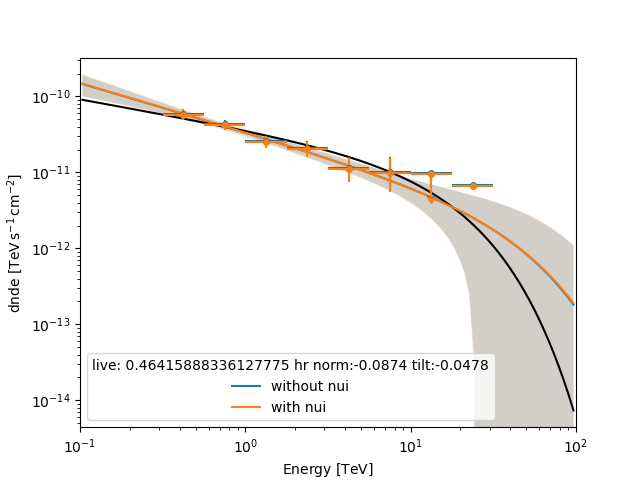 10⁻¹⁰
10⁻¹¹
10⁻¹²
10⁻¹³
10⁻¹⁴
dnde [TeV s⁻¹ cm⁻²]
live: 0.46415888336127775 hr norm:-0.0874 tilt:-0.0478
without nui
with nui
10⁻¹ 10⁰ 10¹ 10²
Energy [TeV]